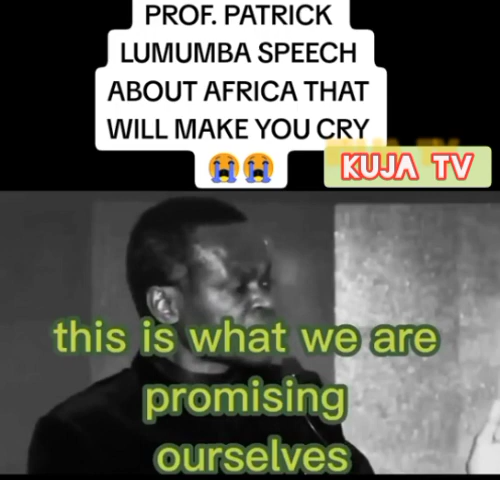 PROF. PATRICK
LUMUMBA SPEECH
ABOUT AFRICA THAT
WILL MAKE YOU CRY
😭😭
KUJA TV
this is what we are
promising
ourselves